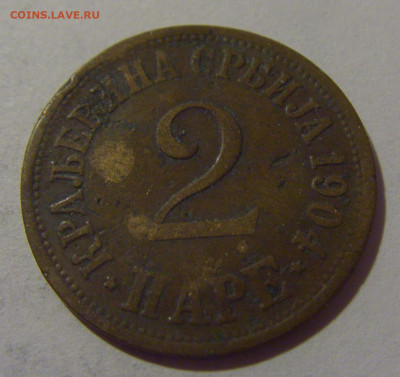 COINS.LAVE.RU
КРАЉЕВИНА СРБИЈА 1904
2
ПАРЕ